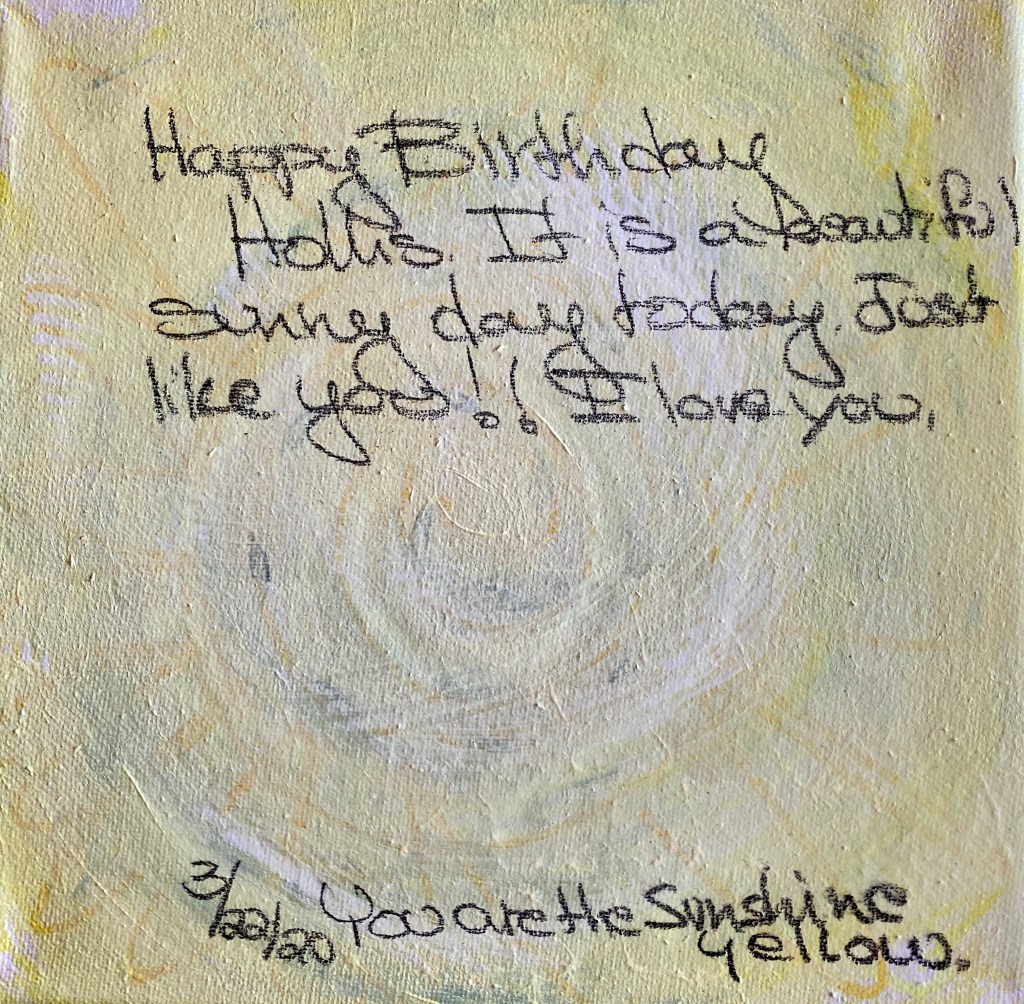 Happy Birthday
Hollis. It is a beautiful
sunny day today. Just
like you!! I love you.
3/22/20 You are the Sunshine
yellow.